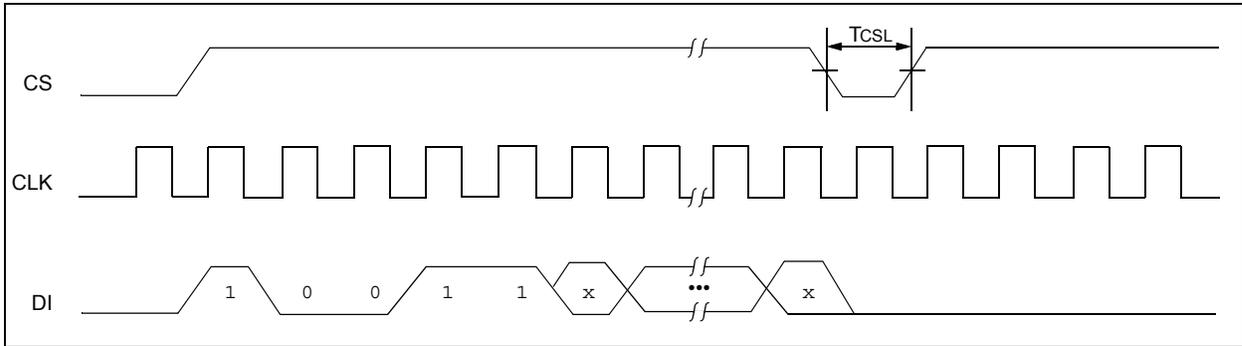 TCSL
CS
CLK
DI 1 0 0 1 1 x ••• x